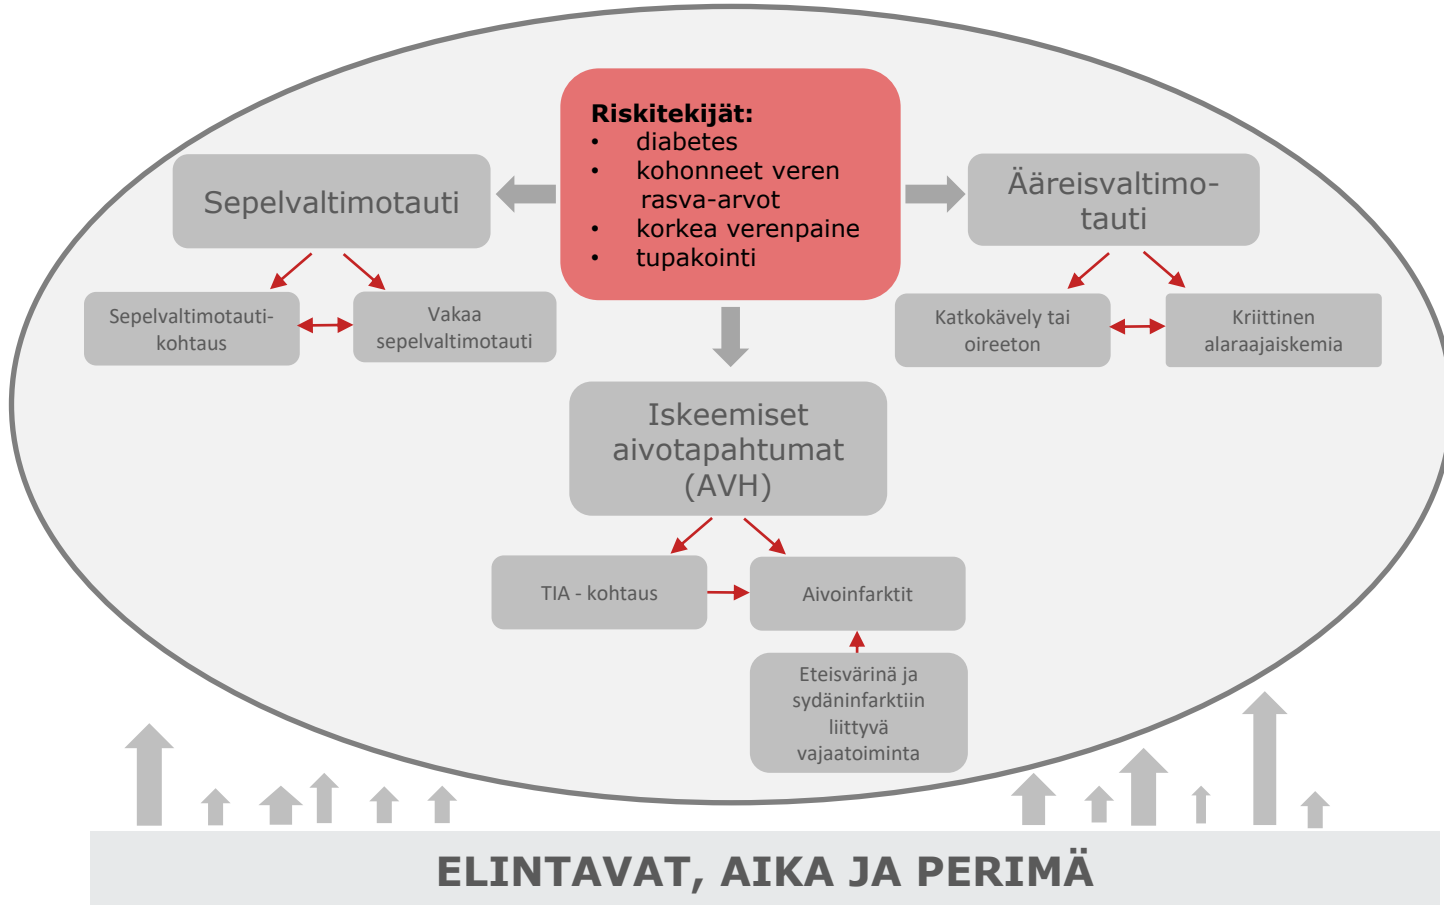 Riskitekijät:
• diabetes
• kohonneet veren
rasva-arvot
• korkea verenpaine
• tupakointi
Sepelvaltimotauti
Ääreisvaltimo-
tauti
Sepelvaltimotauti-
kohtaus
Vakaa
sepelvaltimotauti
Katkokävely tai
oireeton
Kriittinen
alaraajaiskemia
Iskeemiset
aivotapahtumat
(AVH)
TIA - kohtaus
Aivoinfarktit
Eteisvärinä ja
sydäninfarktiin
liittyvä
vajaatoiminta
ELINTAVAT, AIKA JA PERIMÄ